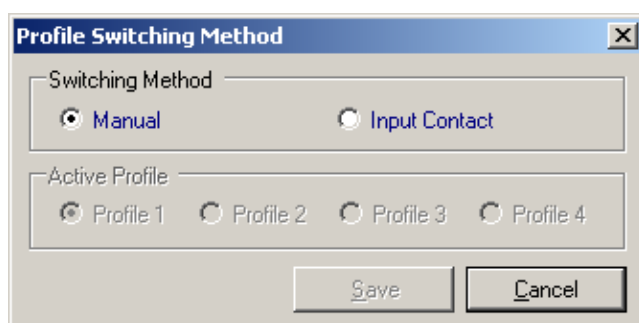 Profile Switching Method
Switching Method
Manual Input Contact
Active Profile
Profile 1 Profile 2 Profile 3 Profile 4
Save Cancel